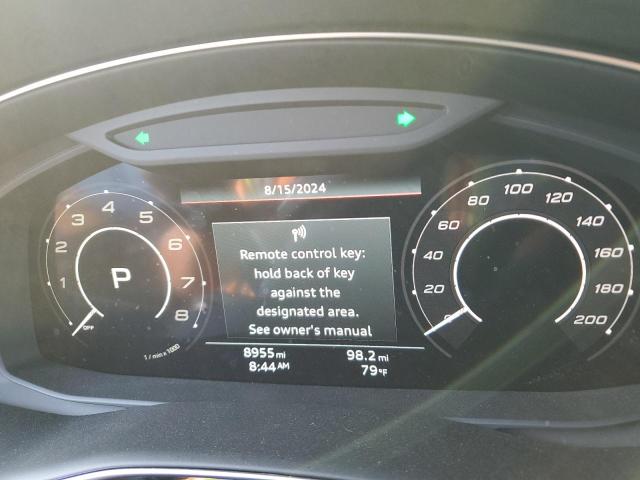 8/15/2024
Remote control key:
hold back of key
against the
designated area.
See owner's manual
8955 mi 98.2 mi
8:44 AM 79 °F
1 2 3 4 5 6 7 8
P
OFF
1 / min x 1000
0 20 40 60 80 100 120 140 160 180 200